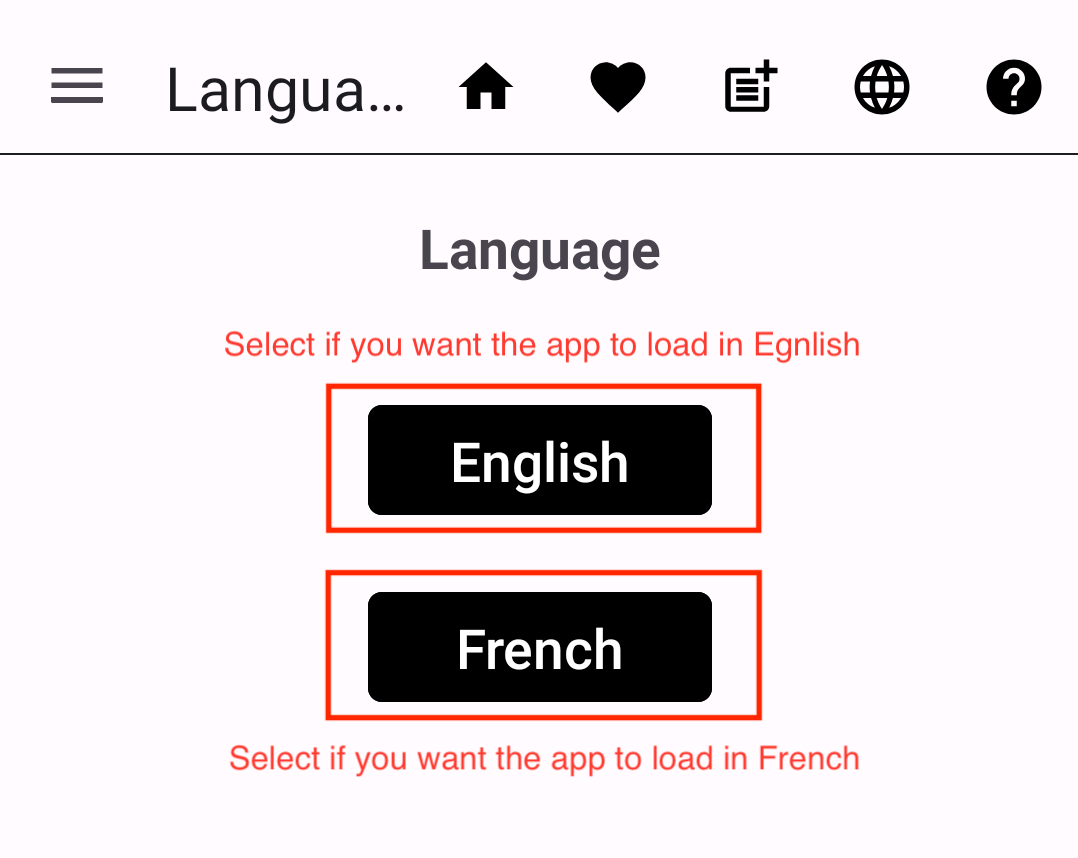 Langua...
Language
Select if you want the app to load in Egnlish
English
French
Select if you want the app to load in French